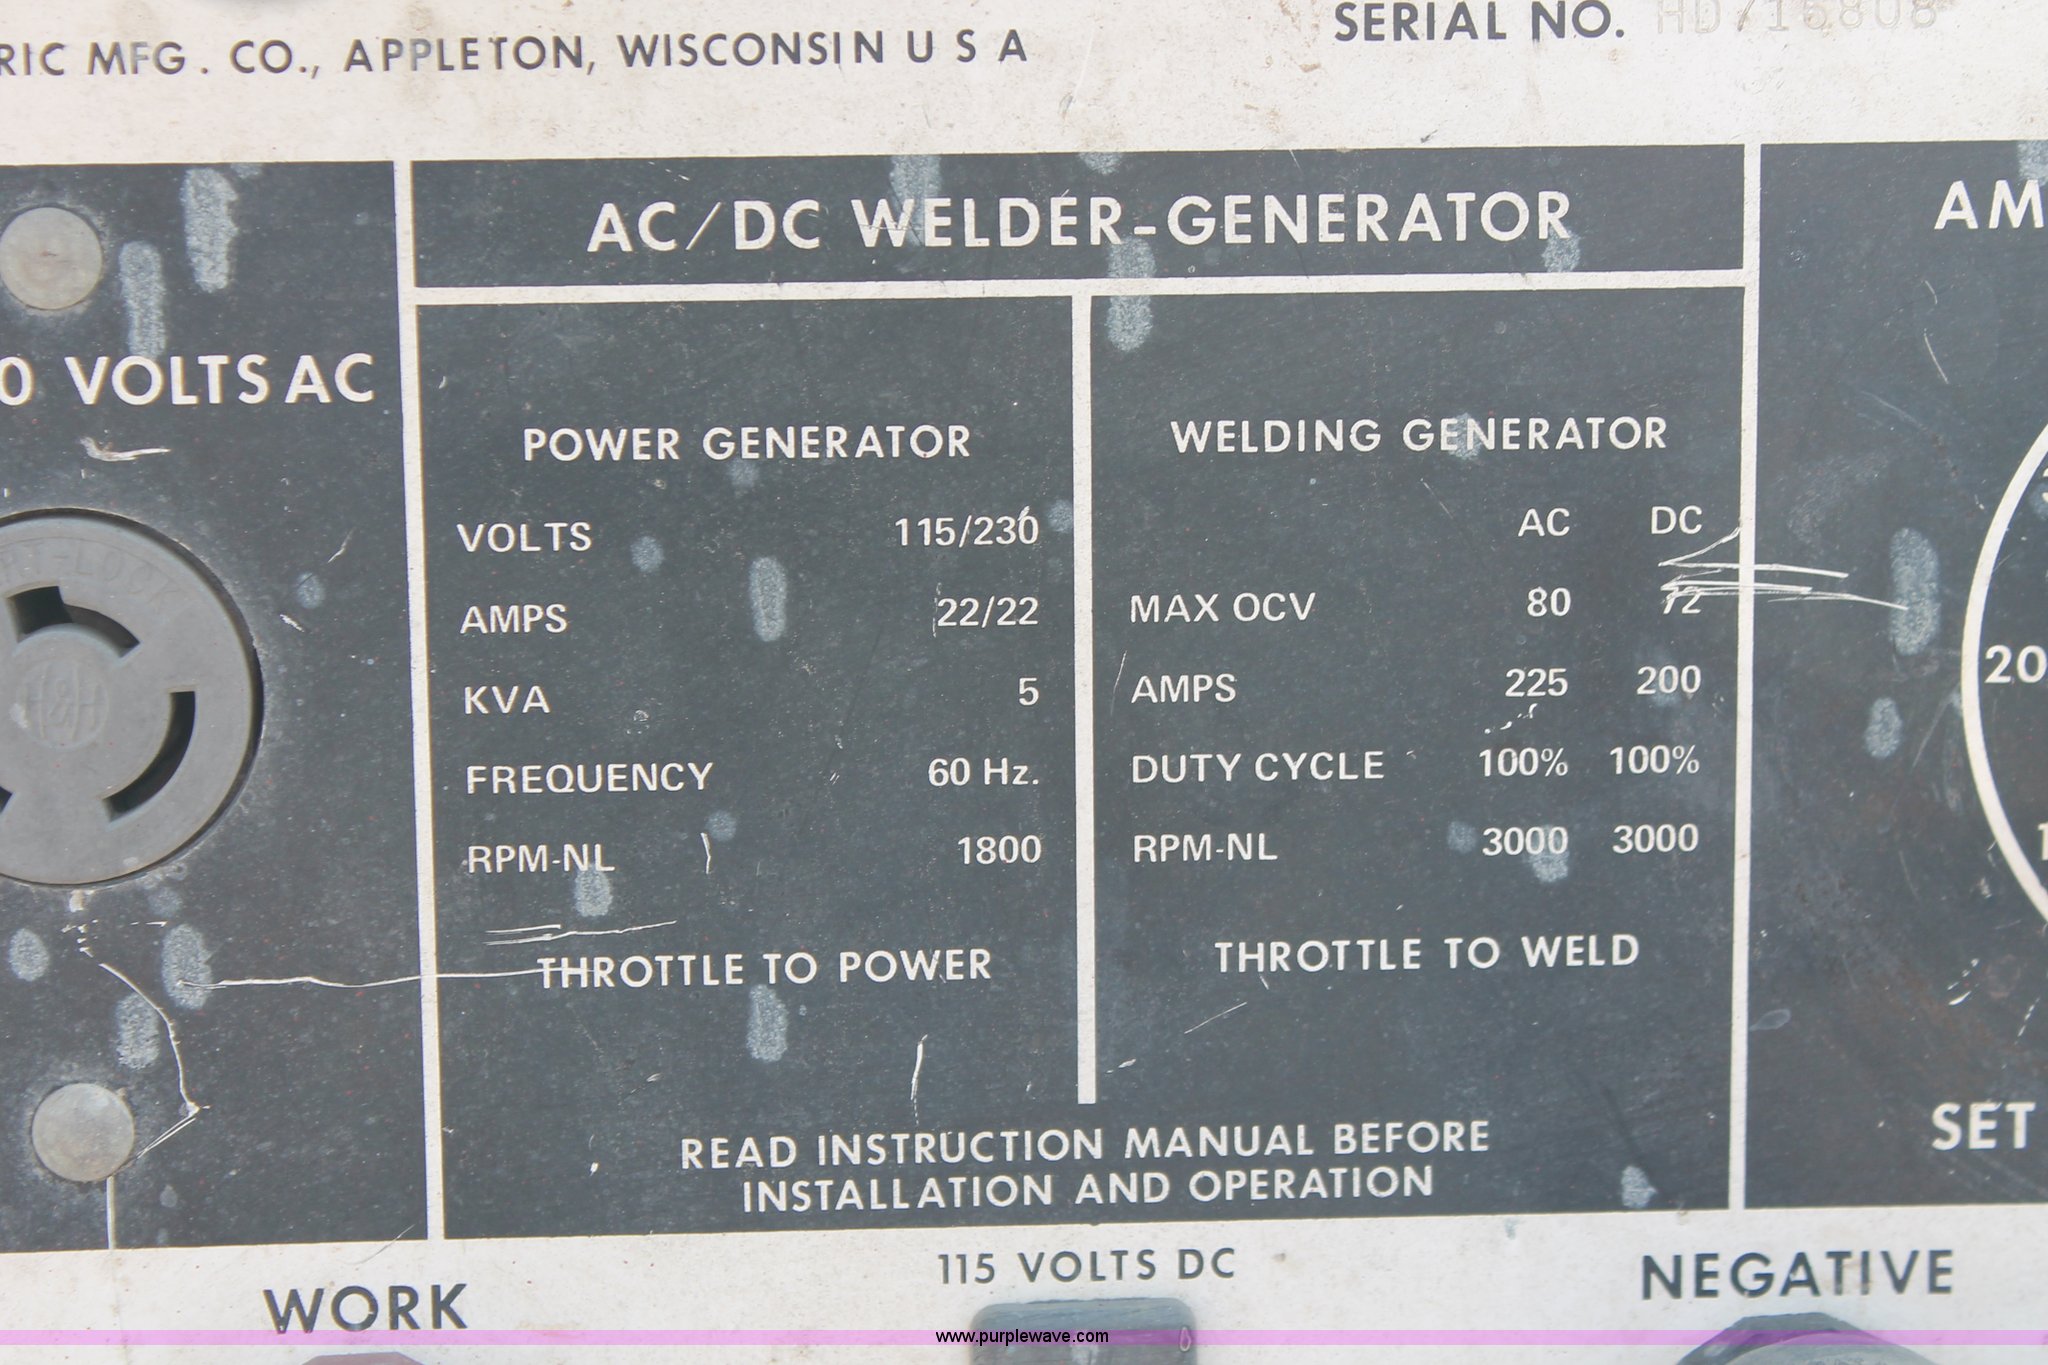 RIC MFG. CO., APPLETON, WISCONSIN U S A
SERIAL NO. HD716808
AC/DC WELDER-GENERATOR
0 VOLTS AC
POWER GENERATOR
VOLTS 115/230
AMPS 22/22
KVA 5
FREQUENCY 60 Hz.
RPM-NL 1800
THROTTLE TO POWER
WELDING GENERATOR
AC DC
MAX OCV 80 72
AMPS 225 200
DUTY CYCLE 100% 100%
RPM-NL 3000 3000
THROTTLE TO WELD
READ INSTRUCTION MANUAL BEFORE
INSTALLATION AND OPERATION
AM
20
1
SET
H&H
115 VOLTS DC
WORK
NEGATIVE
www.purplewave.com